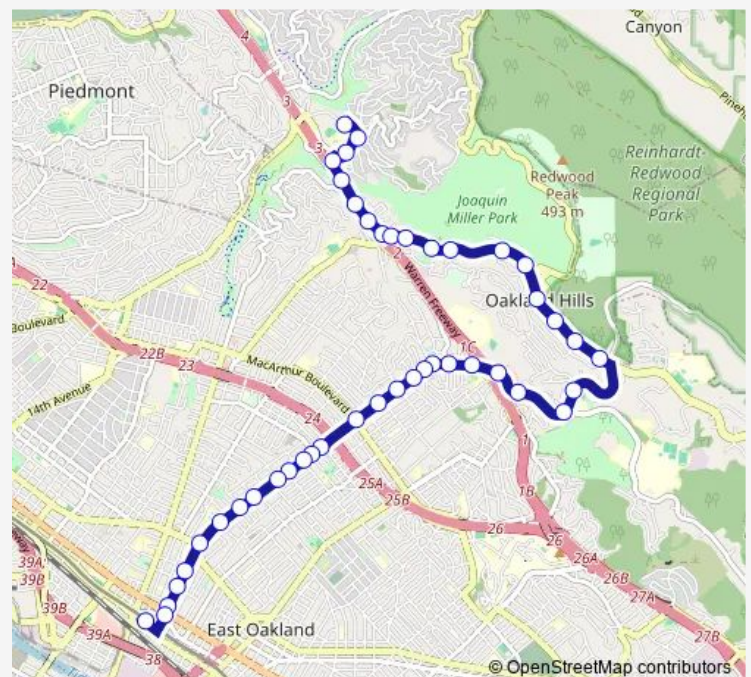 Canyon
4
Pineh
Piedmont
3
3
Reinhardt-
Redwood
Regional
Park
Redwood
Peak
493 m
Joaquin
Miller Park
2
Warren Freeway
Oakland Hills
22
Boulevard
22B
23
MacArthur Boulevard
1C
14th Avenue
24
1
25A
25B
1B
26
26
26A
26B
27A
27B
39A;
39B
39B
39A
38
East Oakland
© OpenStreetMap contributors